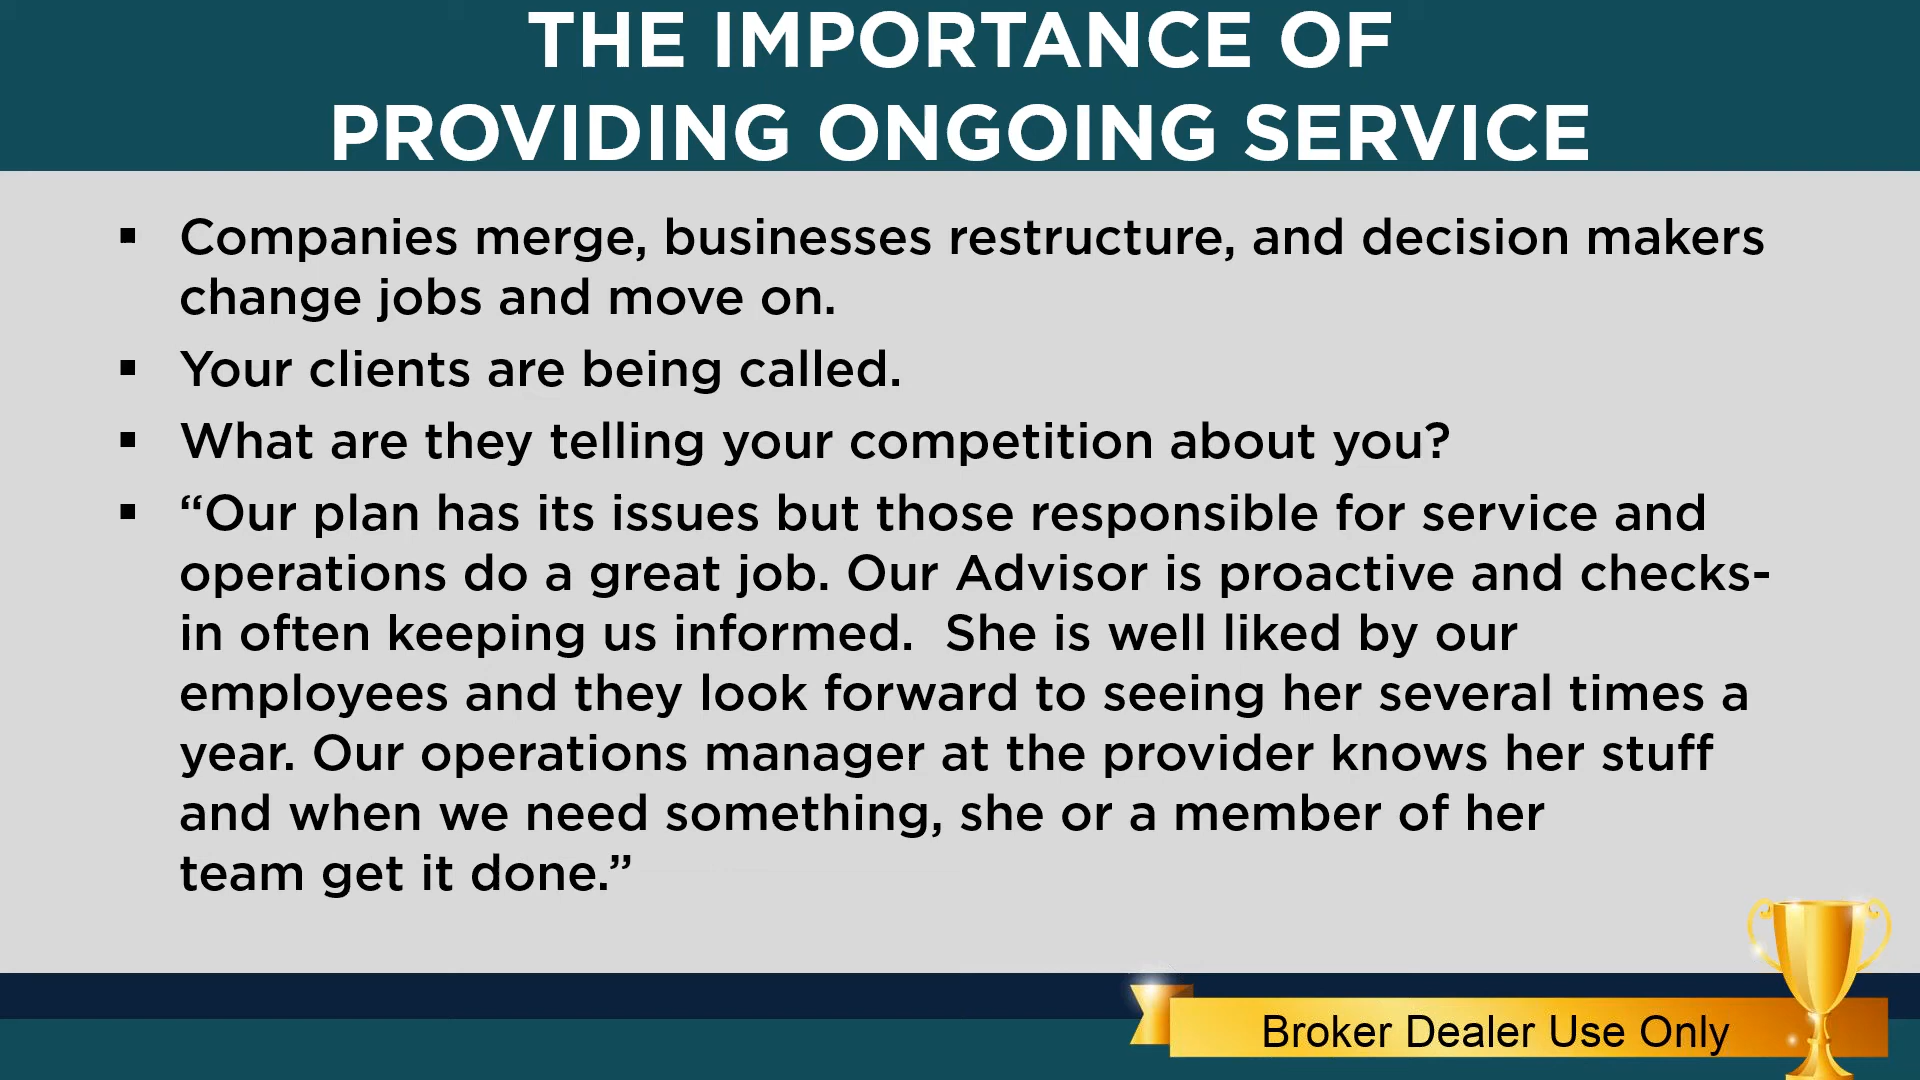 THE IMPORTANCE OF
PROVIDING ONGOING SERVICE
▪ Companies merge, businesses restructure, and decision makers
change jobs and move on.
▪ Your clients are being called.
▪ What are they telling your competition about you?
▪ “Our plan has its issues but those responsible for service and
operations do a great job. Our Advisor is proactive and checks-
in often keeping us informed.  She is well liked by our
employees and they look forward to seeing her several times a
year. Our operations manager at the provider knows her stuff
and when we need something, she or a member of her
team get it done.”
Broker Dealer Use Only